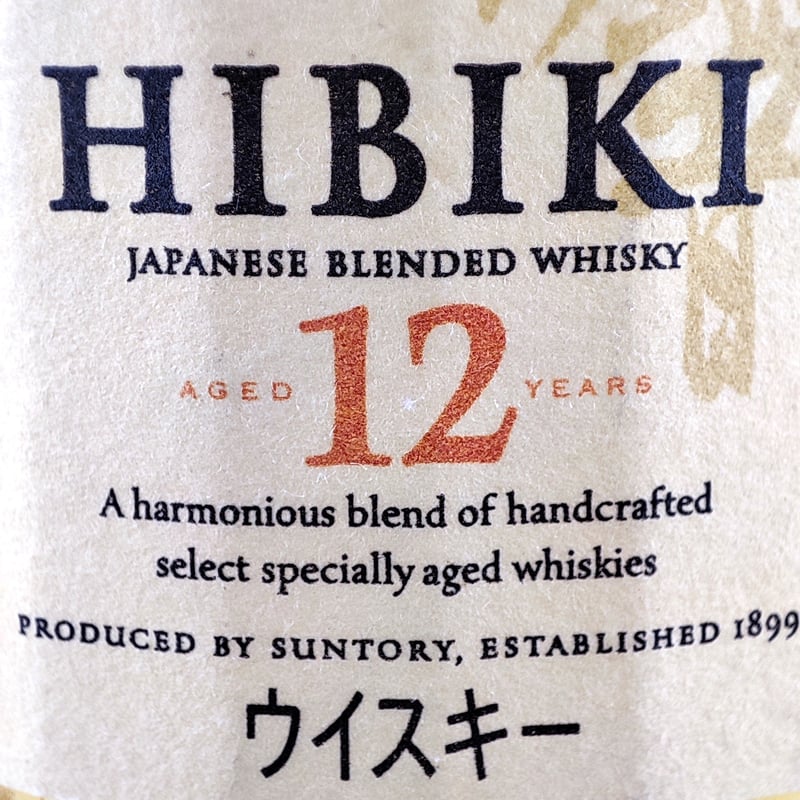 HIBIKI
JAPANESE BLENDED WHISKY
AGED 12 YEARS
A harmonious blend of handcrafted
select specially aged whiskies
PRODUCED BY SUNTORY, ESTABLISHED 1899
ウイスキー